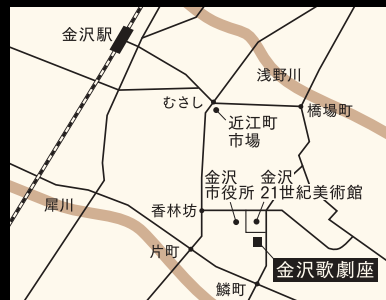 金沢駅
浅野川
むさし
橋場町
近江町
市場
金沢
市役所
金沢
21世紀美術館
犀川
香林坊
片町
金沢歌劇座
鱗町